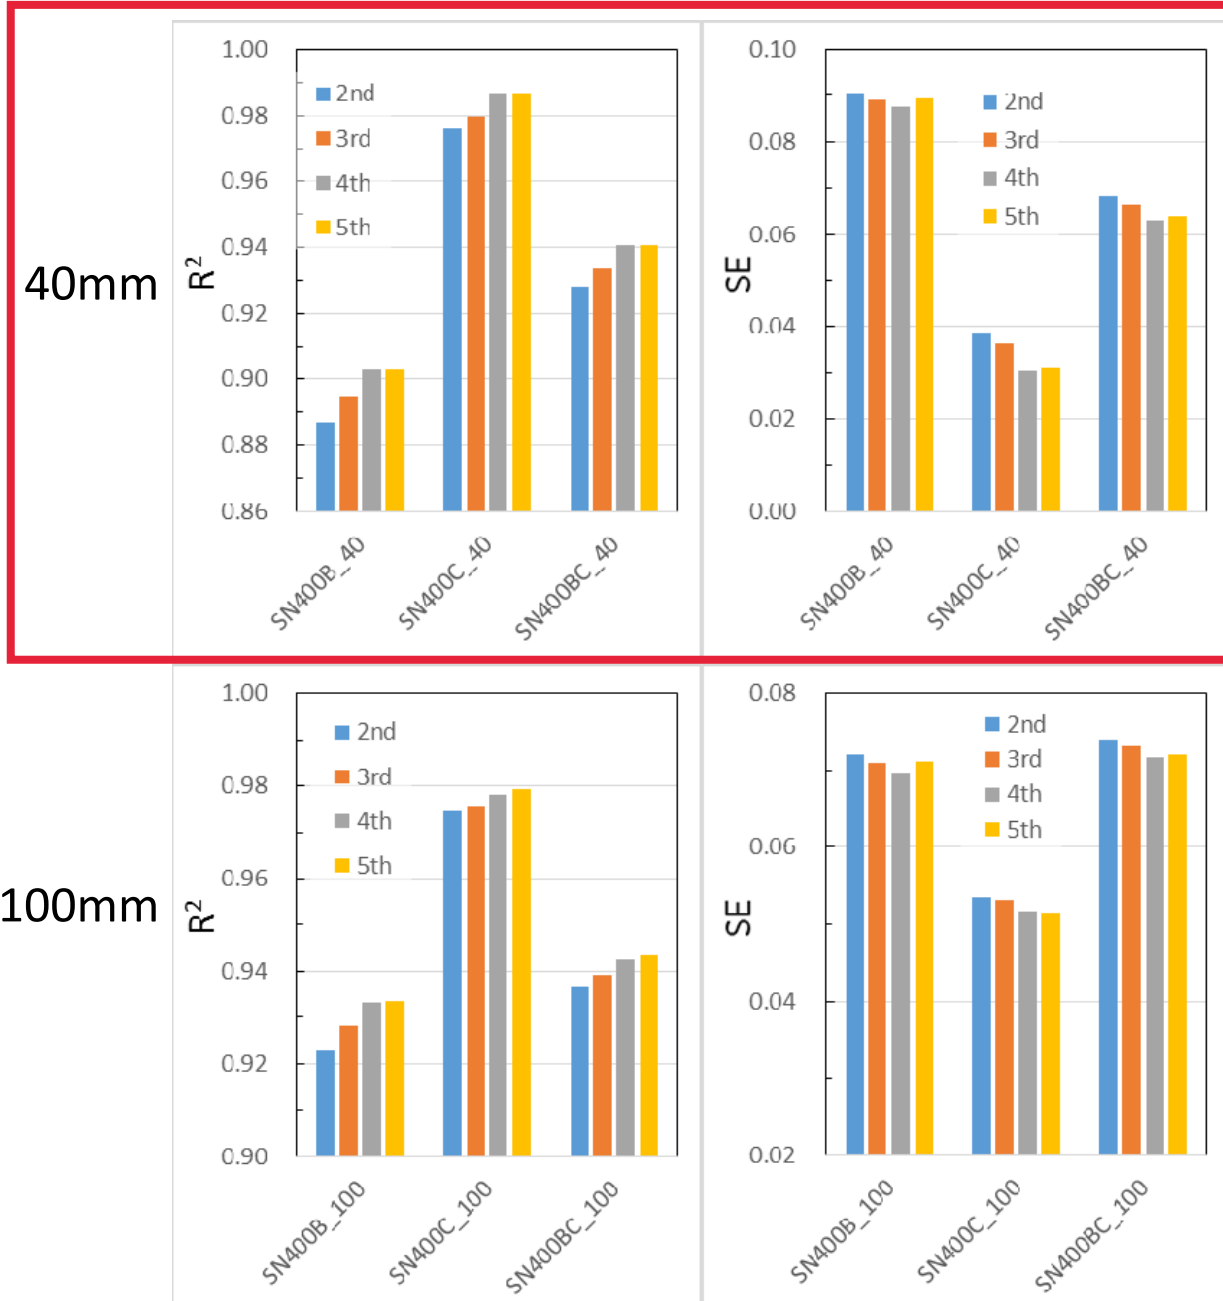 40mm
1.00
0.98
0.96
0.94
0.92
0.90
0.88
0.86
R²
2nd
3rd
4th
5th
SN400B_40
SN400C_40
SN400BC_40
0.10
0.08
0.06
0.04
0.02
0.00
SE
2nd
3rd
4th
5th
SN400B_40
SN400C_40
SN400BC_40
100mm
1.00
0.98
0.96
0.94
0.92
0.90
R²
2nd
3rd
4th
5th
SN400B_100
SN400C_100
SN400BC_100
0.08
0.06
0.04
0.02
SE
2nd
3rd
4th
5th
SN400B_100
SN400C_100
SN400BC_100